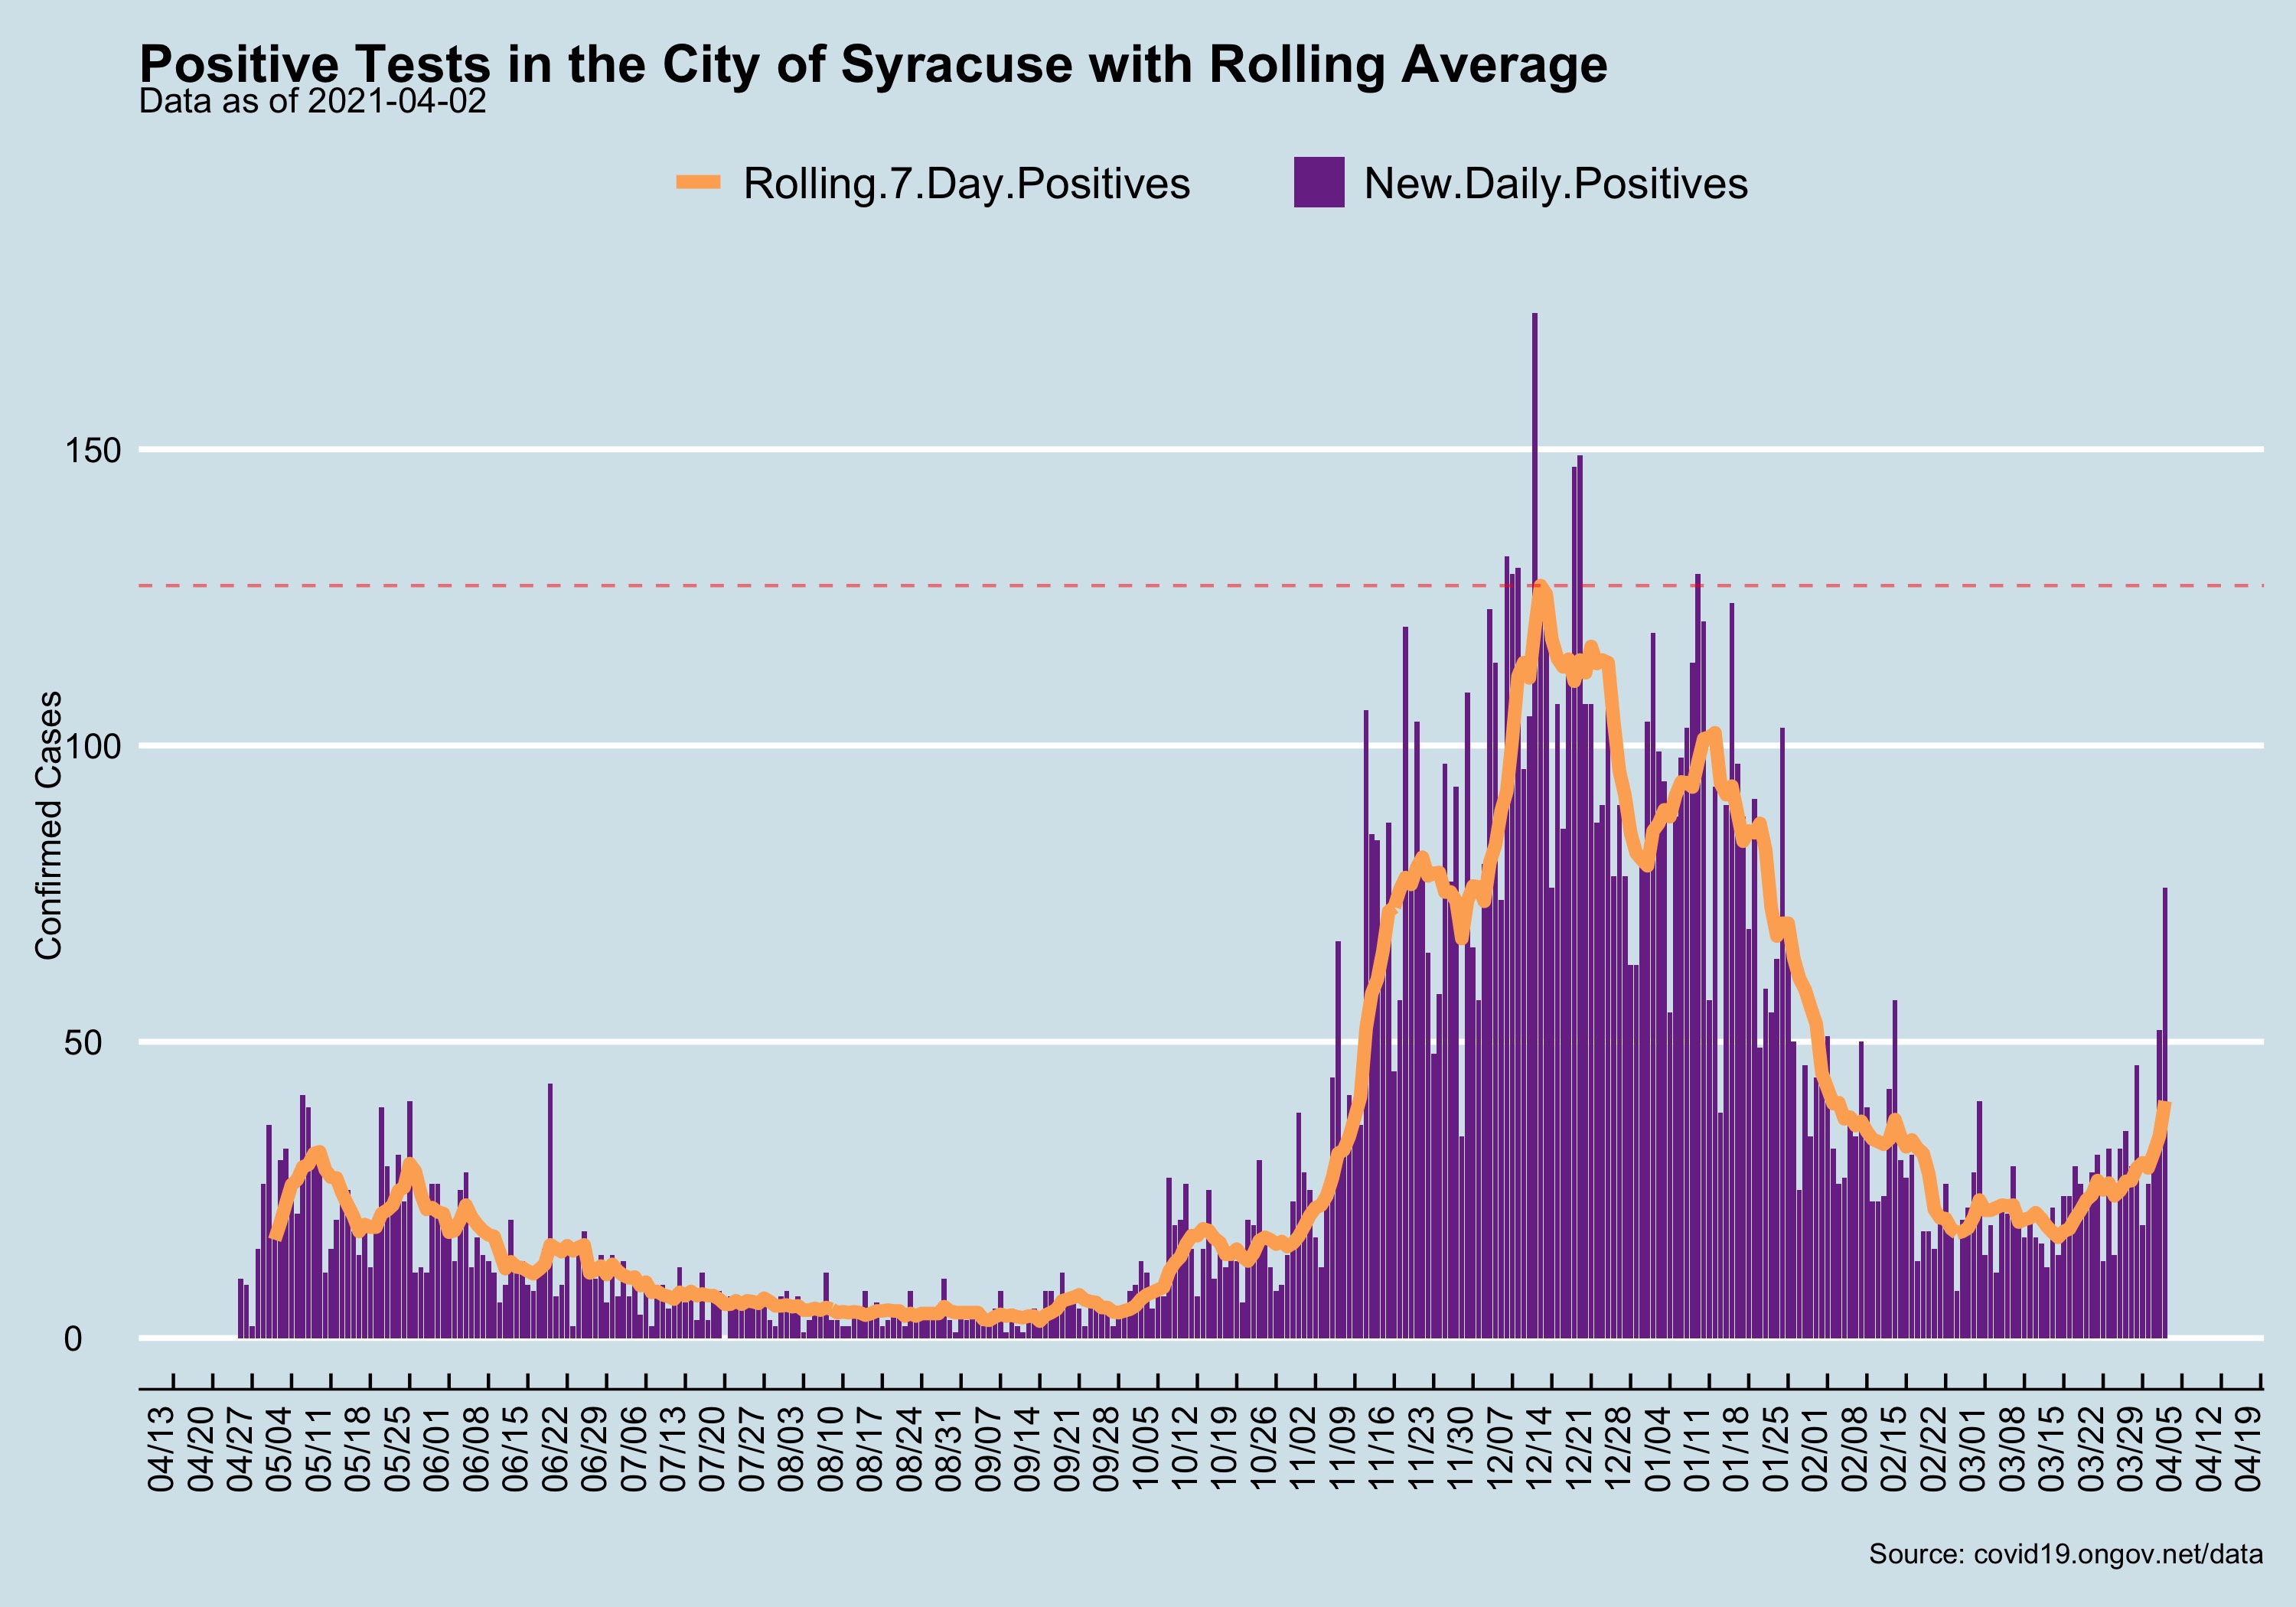 Positive Tests in the City of Syracuse with Rolling Average
Data as of 2021-04-02
Rolling.7.Day.Positives New.Daily.Positives
150
100
50
0
Confirmed Cases
04/13 04/20 04/27 05/04 05/11 05/18 05/25 06/01 06/08 06/15 06/22 06/29 07/06 07/13 07/20 07/27 08/03 08/10 08/17 08/24 08/31 09/07 09/14 09/21 09/28 10/05 10/12 10/19 10/26 11/02 11/09 11/16 11/23 11/30 12/07 12/14 12/21 12/28 01/04 01/11 01/18 01/25 02/01 02/08 02/15 02/22 03/01 03/08 03/15 03/22 03/29 04/05 04/12 04/19
Source: covid19.ongov.net/data